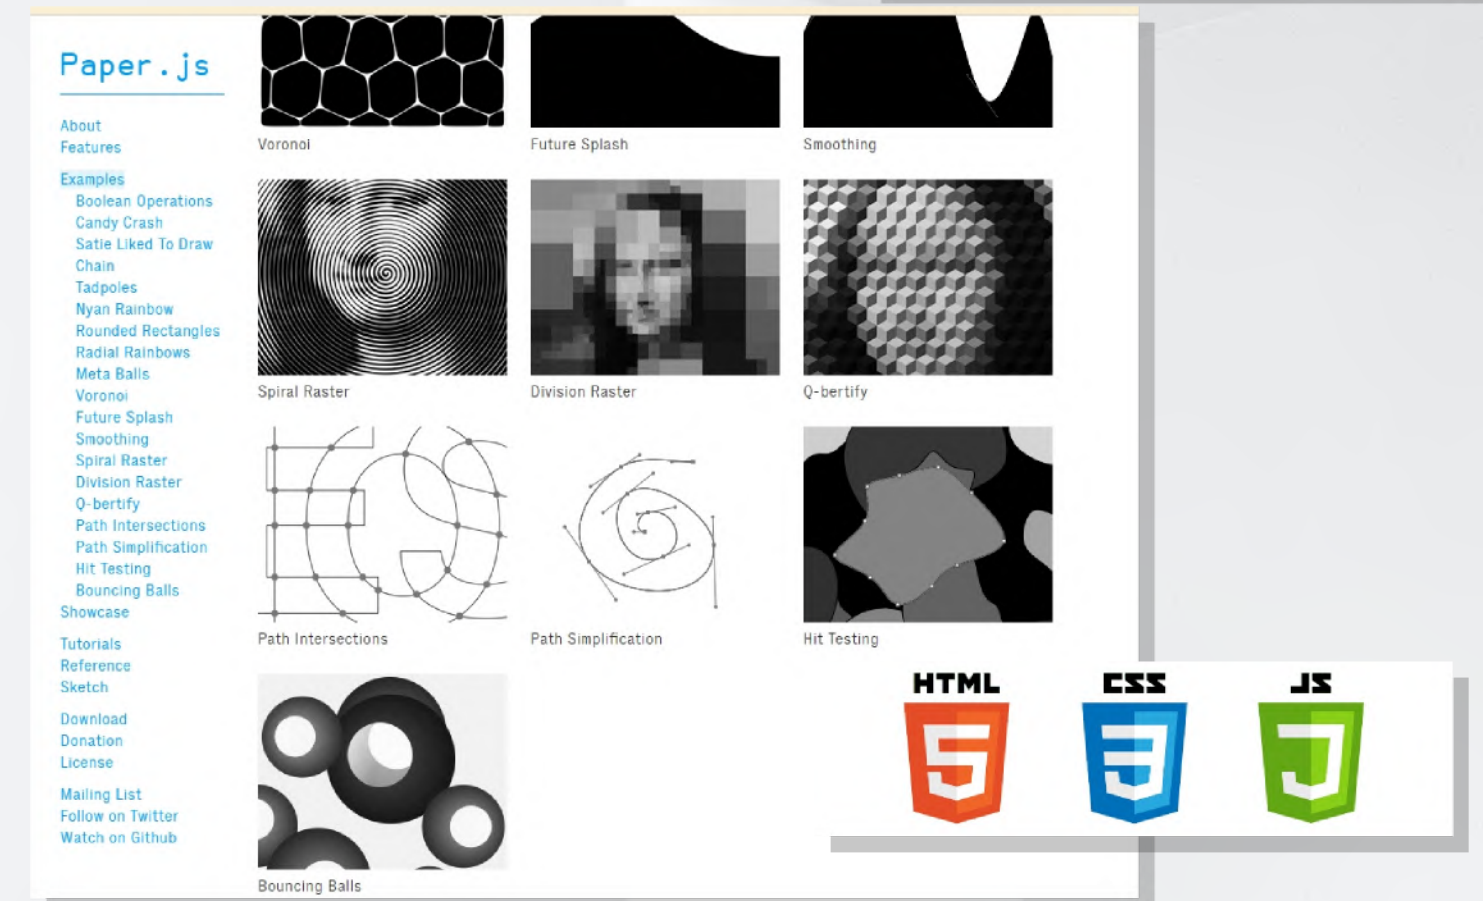 Paper.js
About
Features
Examples
Boolean Operations
Candy Crash
Satie Liked To Draw
Chain
Tadpoles
Nyan Rainbow
Rounded Rectangles
Radial Rainbows
Meta Balls
Voronoi
Future Splash
Smoothing
Spiral Raster
Division Raster
Q-bertify
Path Intersections
Path Simplification
Hit Testing
Bouncing Balls
Showcase
Tutorials
Reference
Sketch
Download
Donation
License
Mailing List
Follow on Twitter
Watch on Github
Voronoi
Future Splash
Smoothing
Spiral Raster
Division Raster
Q-bertify
Path Intersections
Path Simplification
Hit Testing
Bouncing Balls
HTML
CSS
JS
5
3
J